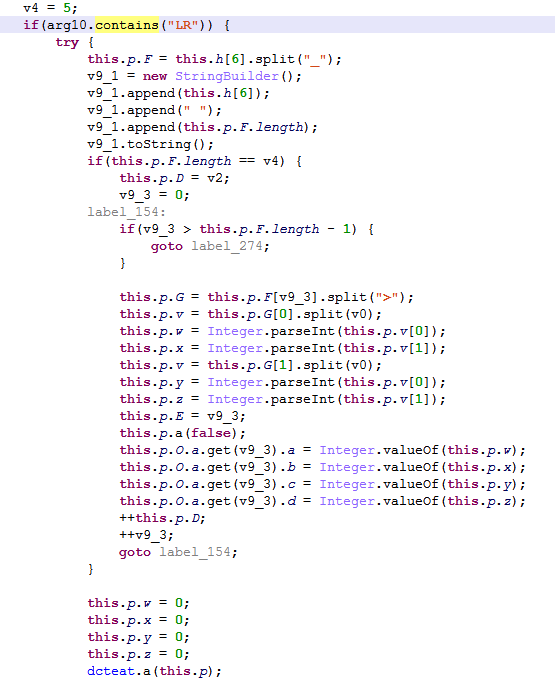 v4 = 5;
if(arg10.contains("LR")) {
try {
this.p.F = this.h[6].split("_");
v9_1 = new StringBuilder();
v9_1.append(this.h[6]);
v9_1.append(" ");
v9_1.append(this.p.F.length);
v9_1.toString();
if(this.p.F.length == v4) {
this.p.D = v2;
v9_3 = 0;
label_154:
if(v9_3 > this.p.F.length - 1) {
goto label_274;
}
this.p.G = this.p.F[v9_3].split(">");
this.p.v = this.p.G[0].split(v0);
this.p.w = Integer.parseInt(this.p.v[0]);
this.p.x = Integer.parseInt(this.p.v[1]);
this.p.v = this.p.G[1].split(v0);
this.p.y = Integer.parseInt(this.p.v[0]);
this.p.z = Integer.parseInt(this.p.v[1]);
this.p.E = v9_3;
this.p.a(false);
this.p.O.a.get(v9_3).a = Integer.valueOf(this.p.w);
this.p.O.a.get(v9_3).b = Integer.valueOf(this.p.x);
this.p.O.a.get(v9_3).c = Integer.valueOf(this.p.y);
this.p.O.a.get(v9_3).d = Integer.valueOf(this.p.z);
++this.p.D;
++v9_3;
goto label_154;
}
this.p.w = 0;
this.p.x = 0;
this.p.y = 0;
this.p.z = 0;
dcteat.a(this.p);